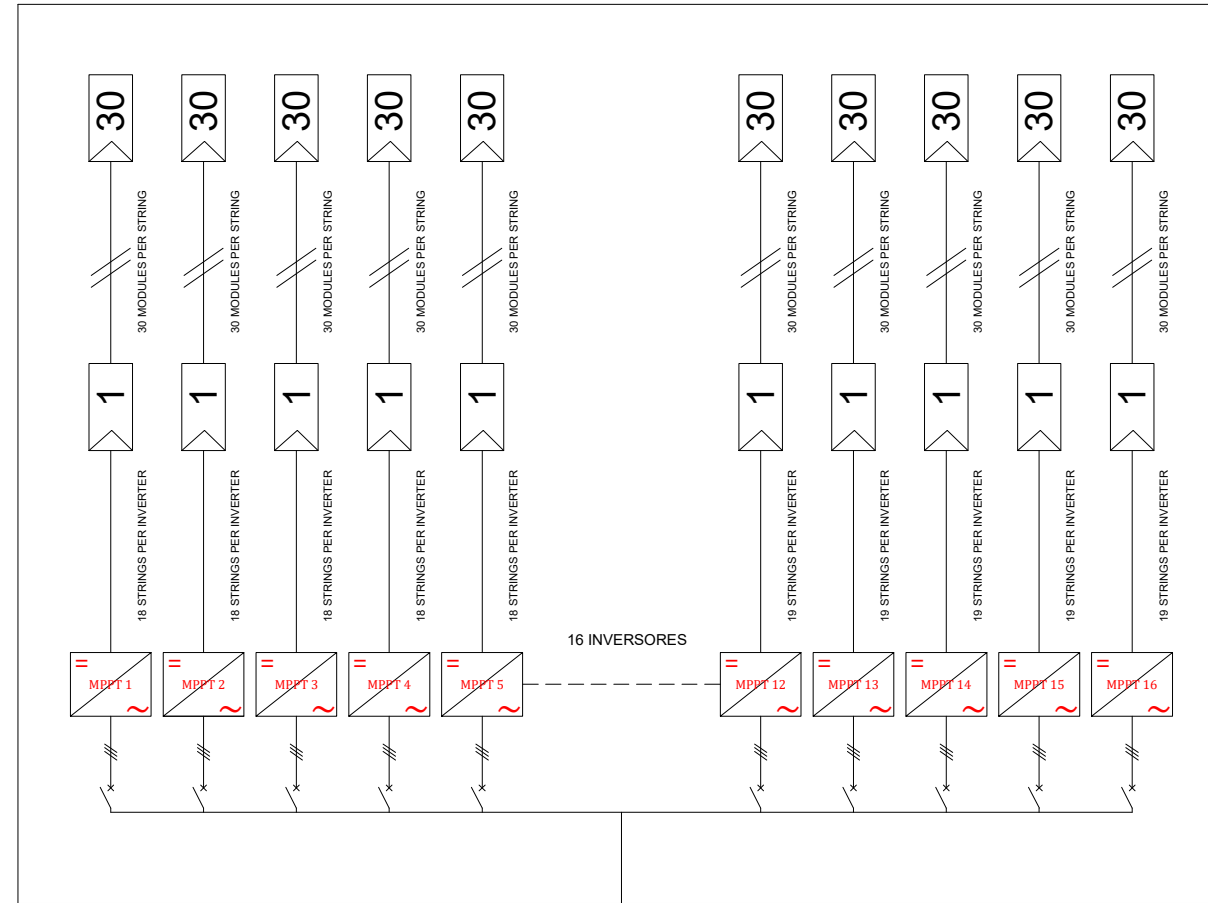 30 30 30 30 30 30 30 30 30 30
30 MODULES PER STRING
30 MODULES PER STRING
30 MODULES PER STRING
30 MODULES PER STRING
30 MODULES PER STRING
30 MODULES PER STRING
30 MODULES PER STRING
30 MODULES PER STRING
30 MODULES PER STRING
30 MODULES PER STRING
1 1 1 1 1 1 1 1 1 1
18 STRINGS PER INVERTER
18 STRINGS PER INVERTER
18 STRINGS PER INVERTER
18 STRINGS PER INVERTER
18 STRINGS PER INVERTER
19 STRINGS PER INVERTER
19 STRINGS PER INVERTER
19 STRINGS PER INVERTER
19 STRINGS PER INVERTER
19 STRINGS PER INVERTER
16 INVERSORES
MPPT 1 MPPT 2 MPPT 3 MPPT 4 MPPT 5 MPPT 12 MPPT 13 MPPT 14 MPPT 15 MPPT 16